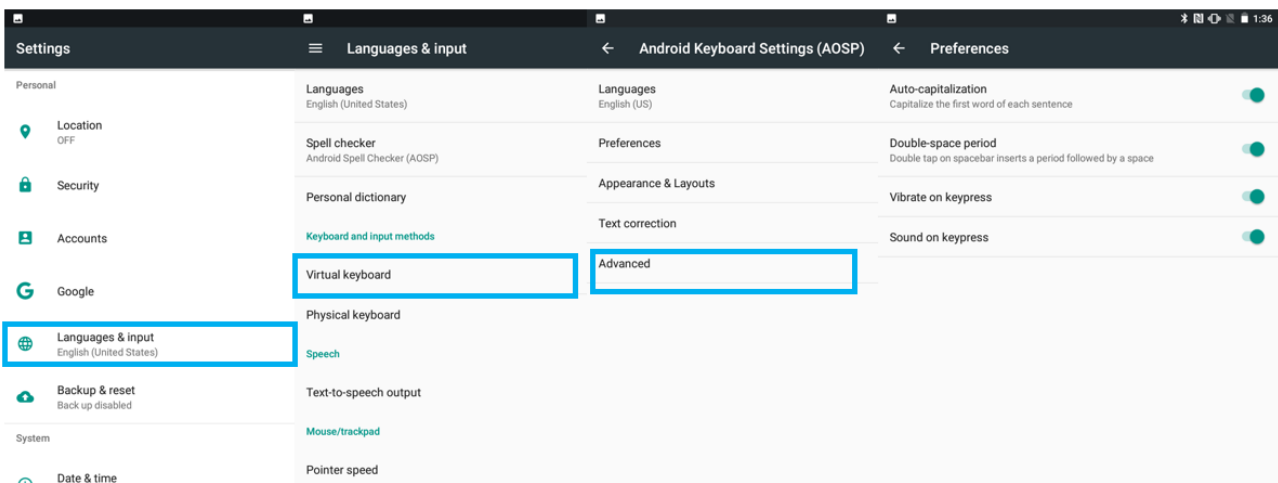 1:36
Settings
Personal
Location
OFF
Security
Accounts
Google
Languages & input
English (United States)
Backup & reset
Back up disabled
System
Date & time
Languages & input
Languages
English (United States)
Spell checker
Android Spell Checker (AOSP)
Personal dictionary
Keyboard and input methods
Virtual keyboard
Physical keyboard
Speech
Text-to-speech output
Mouse/trackpad
Pointer speed
Android Keyboard Settings (AOSP)
Languages
English (US)
Preferences
Appearance & Layouts
Text correction
Advanced
Preferences
Auto-capitalization
Capitalize the first word of each sentence
Double-space period
Double tap on spacebar inserts a period followed by a space
Vibrate on keypress
Sound on keypress